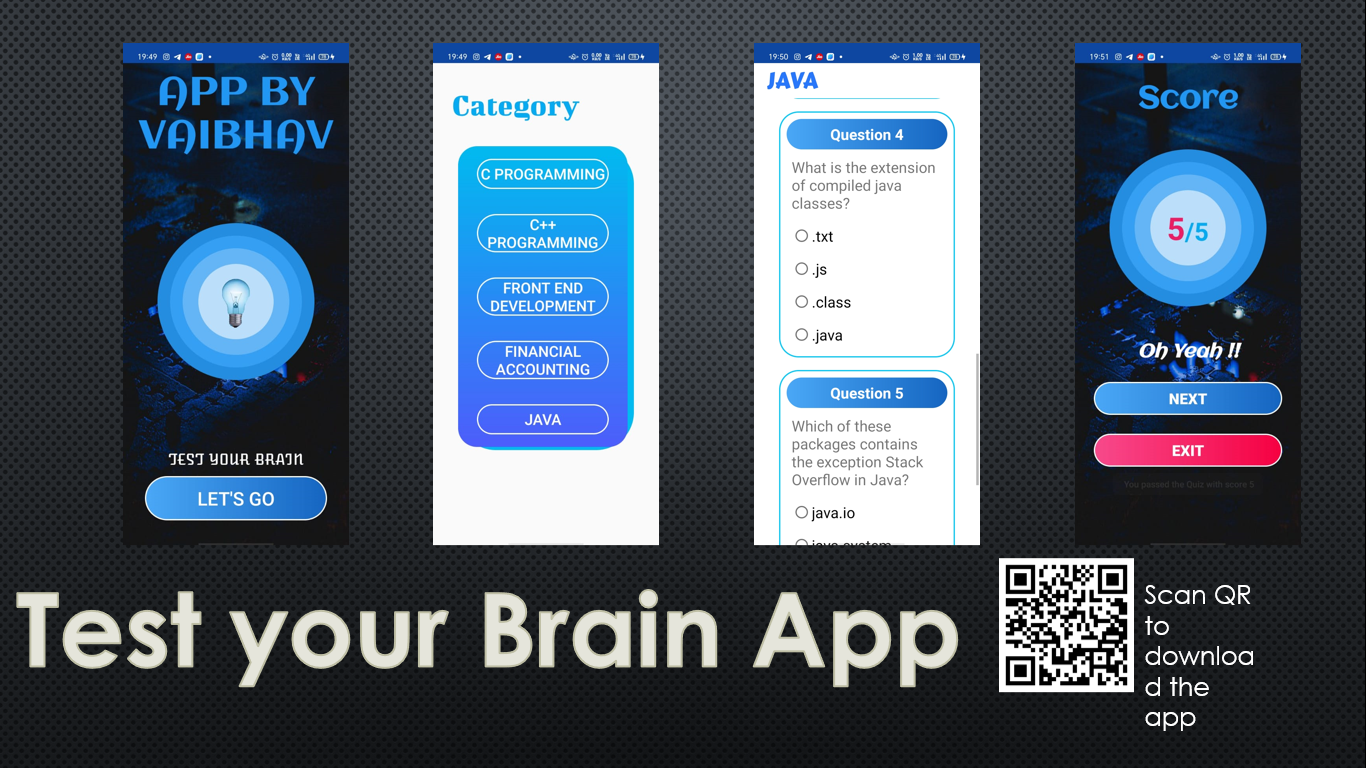 19:49
APP BY
VAIBHAV
TEST YOUR BRAIN
LET'S GO
19:49
Category
C PROGRAMMING
C++
PROGRAMMING
FRONT END
DEVELOPMENT
FINANCIAL
ACCOUNTING
JAVA
19:50
JAVA
Question 4
What is the extension
of compiled java
classes?
.txt
.js
.class
.java
Question 5
Which of these
packages contains
the exception Stack
Overflow in Java?
java.io
java.system
19:51
Score
5/5
Oh Yeah !!
NEXT
EXIT
You passed the Quiz with score 5
Test your Brain App
Scan QR
to
downloa
d the
app